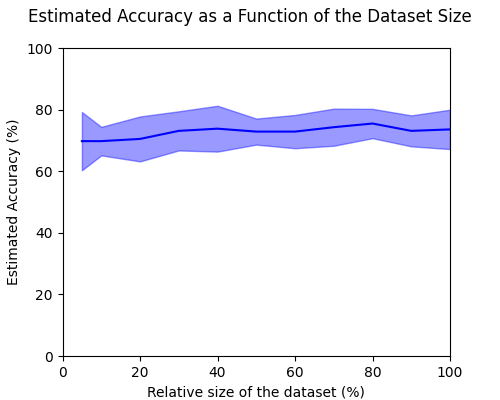 Estimated Accuracy as a Function of the Dataset Size
100
80
60
40
20
0
Estimated Accuracy (%)
0 20 40 60 80 100
Relative size of the dataset (%)